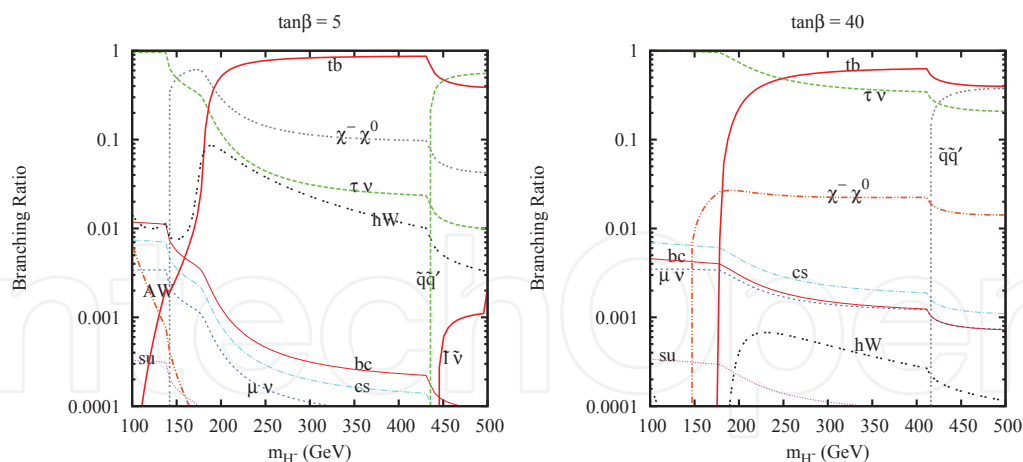 tanβ = 5
1
0.1
0.01
0.001
0.0001
Branching Ratio
tb
χ⁻ χ⁰
τ ν
hW
q̃q̃′
AW
su
bc
cs
μ ν
l̃ ν̃
100 150 200 250 300 350 400 450 500
m_H⁻ (GeV)
tanβ = 40
1
0.1
0.01
0.001
0.0001
Branching Ratio
tb
τ ν
q̃q̃′
χ⁻ χ⁰
bc
μ ν
cs
hW
su
100 150 200 250 300 350 400 450 500
m_H⁻ (GeV)
ntechOpen